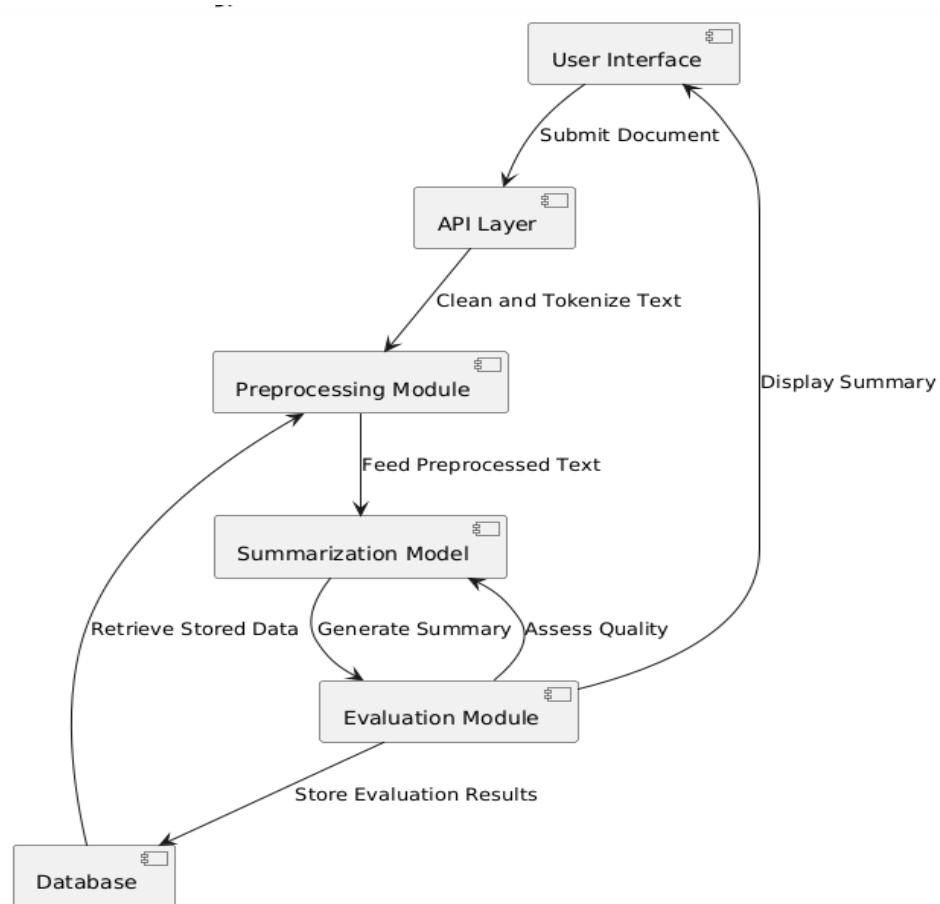 User Interface
Submit Document
API Layer
Clean and Tokenize Text
Preprocessing Module
Display Summary
Feed Preprocessed Text
Summarization Model
Retrieve Stored Data
Generate Summary
Assess Quality
Evaluation Module
Store Evaluation Results
Database